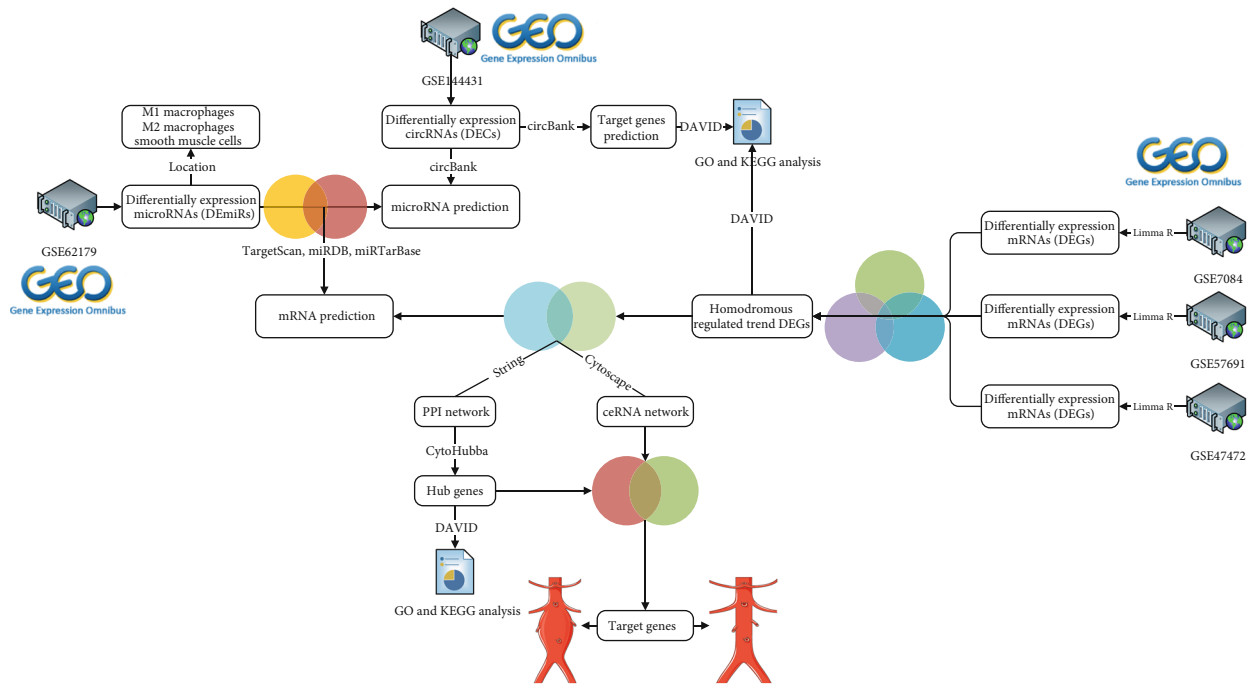 GEO
Gene Expression Omnibus
GSE144431
M1 macrophages
M2 macrophages
smooth muscle cells
Differentially expression
circRNAs (DECs)
circBank
Target genes
prediction
DAVID
GO and KEGG analysis
Location
circBank
GEO
Gene Expression Omnibus
GSE62179
GEO
Gene Expression Omnibus
Differentially expression
microRNAs (DEmiRs)
microRNA prediction
TargetScan, miRDB, miRTarBase
DAVID
Differentially expression
mRNAs (DEGs)
Limma R
GSE7084
mRNA prediction
Homodromous
regulated trend DEGs
Differentially expression
mRNAs (DEGs)
Limma R
GSE57691
String
Cytoscape
PPI network
ceRNA network
Differentially expression
mRNAs (DEGs)
Limma R
GSE47472
CytoHubba
Hub genes
DAVID
GO and KEGG analysis
Target genes